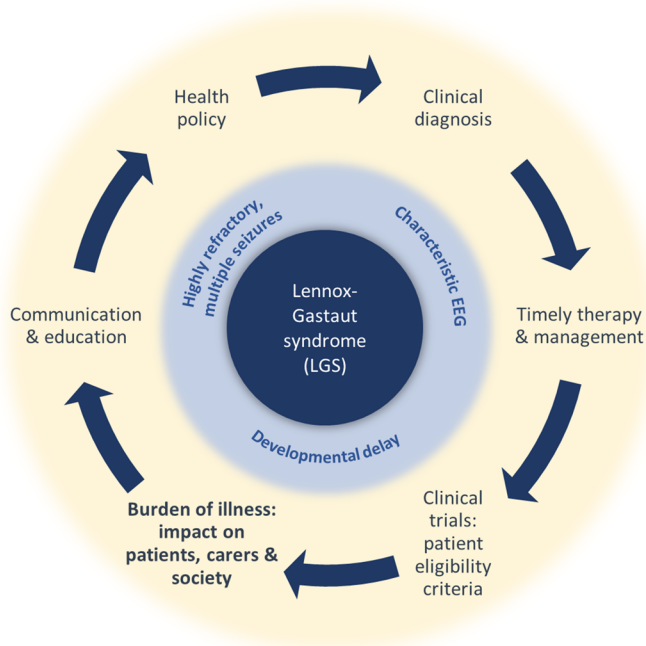 Health
policy
Clinical
diagnosis
Highly refractory,
multiple seizures
Characteristic EEG
Lennox-
Gastaut
syndrome
(LGS)
Communication
& education
Timely therapy
& management
Developmental delay
Burden of illness:
impact on
patients, carers &
society
Clinical
trials:
patient
eligibility
criteria